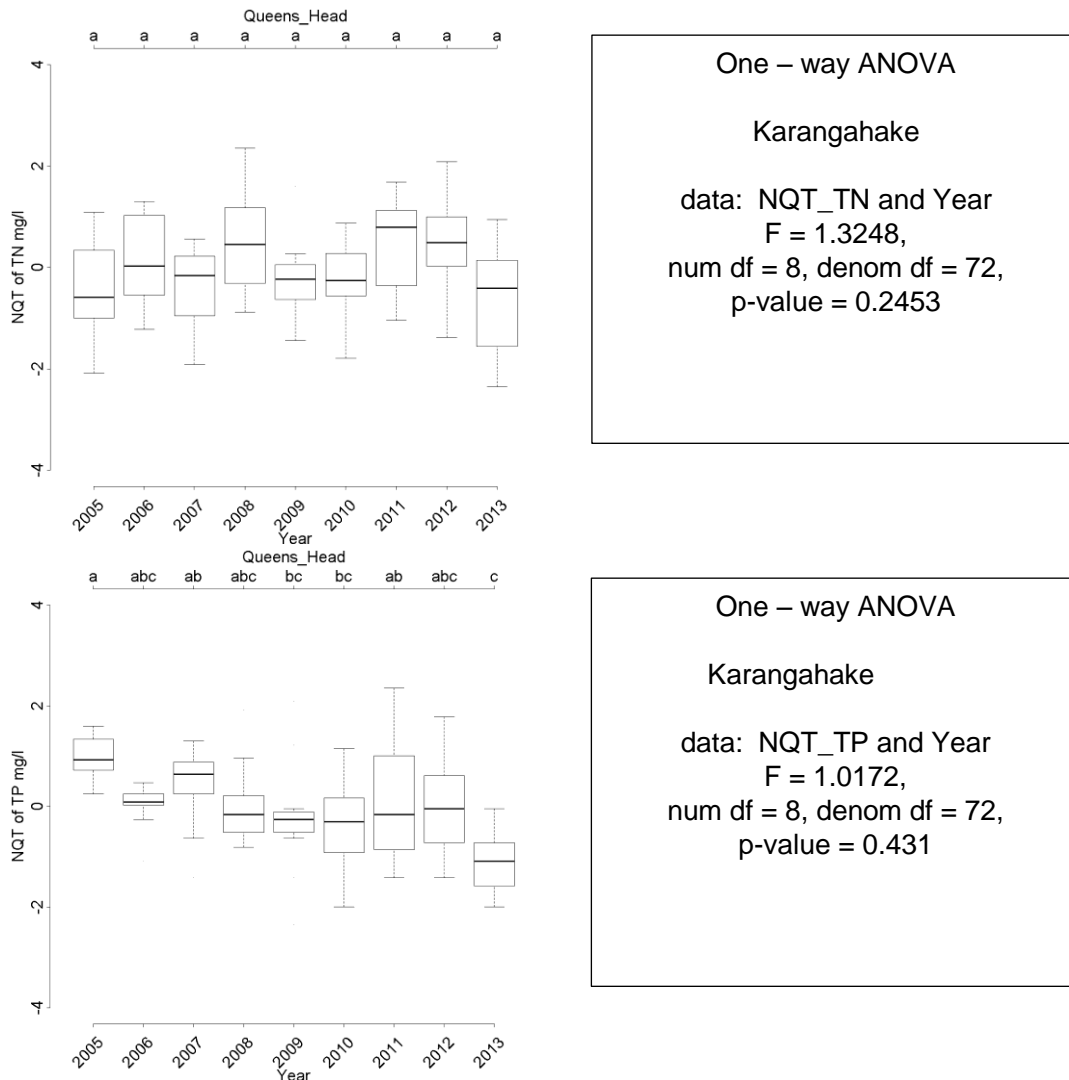 Queens_Head
a a a a a a a a a
4
2
0
-2
-4
NQT of TN mg/l
2005 2006 2007 2008 2009 2010 2011 2012 2013
Year
One – way ANOVA
Karangahake
data: NQT_TN and Year
F = 1.3248,
num df = 8, denom df = 72,
p-value = 0.2453
Queens_Head
a abc ab abc bc bc ab abc c
4
2
0
-2
-4
NQT of TP mg/l
2005 2006 2007 2008 2009 2010 2011 2012 2013
Year
One – way ANOVA
Karangahake
data: NQT_TP and Year
F = 1.0172,
num df = 8, denom df = 72,
p-value = 0.431